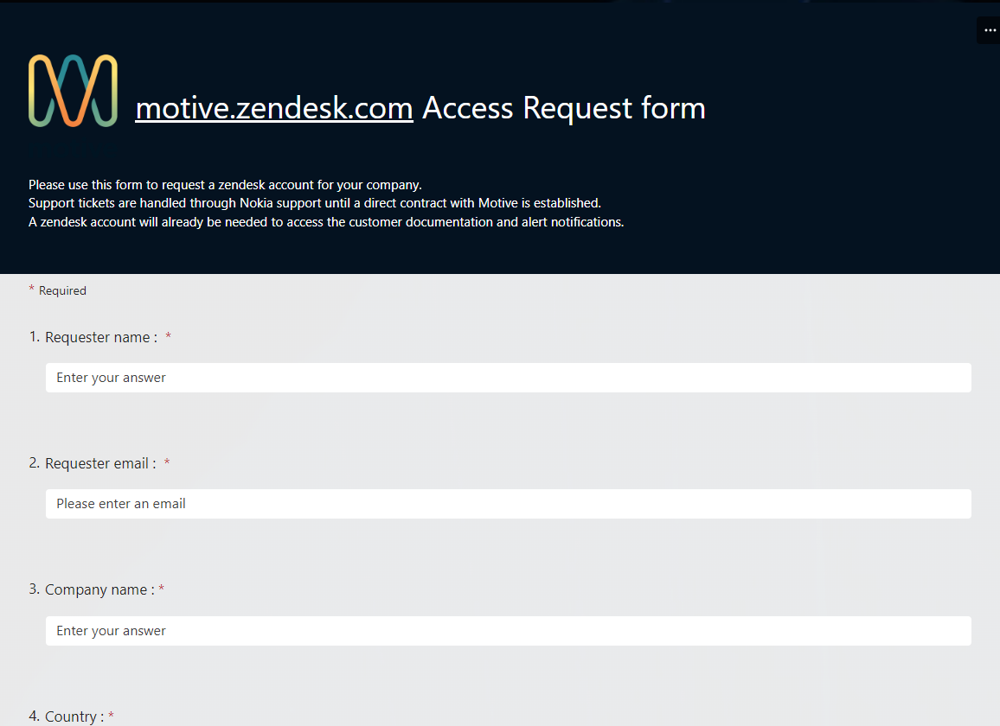 motive.zendesk.com Access Request form
Please use this form to request a zendesk account for your company.
Support tickets are handled through Nokia support until a direct contract with Motive is established.
A zendesk account will already be needed to access the customer documentation and alert notifications.
* Required
1. Requester name : *
Enter your answer
2. Requester email : *
Please enter an email
3. Company name : *
Enter your answer
4. Country : *